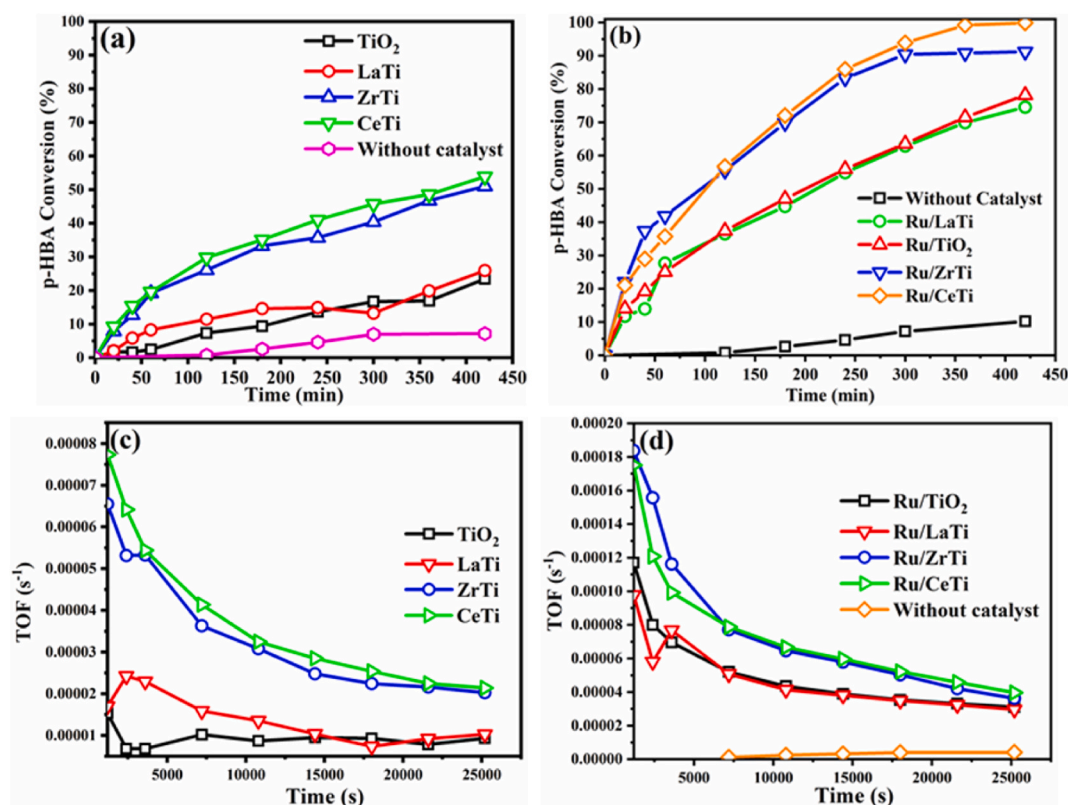 (a)
p-HBA Conversion (%)
100
90
80
70
60
50
40
30
20
10
0
TiO2
LaTi
ZrTi
CeTi
Without catalyst
0 50 100 150 200 250 300 350 400 450
Time (min)
(b)
p-HBA Conversion (%)
100
90
80
70
60
50
40
30
20
10
0
Without Catalyst
Ru/LaTi
Ru/TiO2
Ru/ZrTi
Ru/CeTi
0 50 100 150 200 250 300 350 400 450
Time (min)
(c)
TOF (s-1)
0.00008
0.00007
0.00006
0.00005
0.00004
0.00003
0.00002
0.00001
TiO2
LaTi
ZrTi
CeTi
5000 10000 15000 20000 25000
Time (s)
(d)
TOF (s-1)
0.00020
0.00018
0.00016
0.00014
0.00012
0.00010
0.00008
0.00006
0.00004
0.00002
0.00000
Ru/TiO2
Ru/LaTi
Ru/ZrTi
Ru/CeTi
Without catalyst
5000 10000 15000 20000 25000
Time (s)